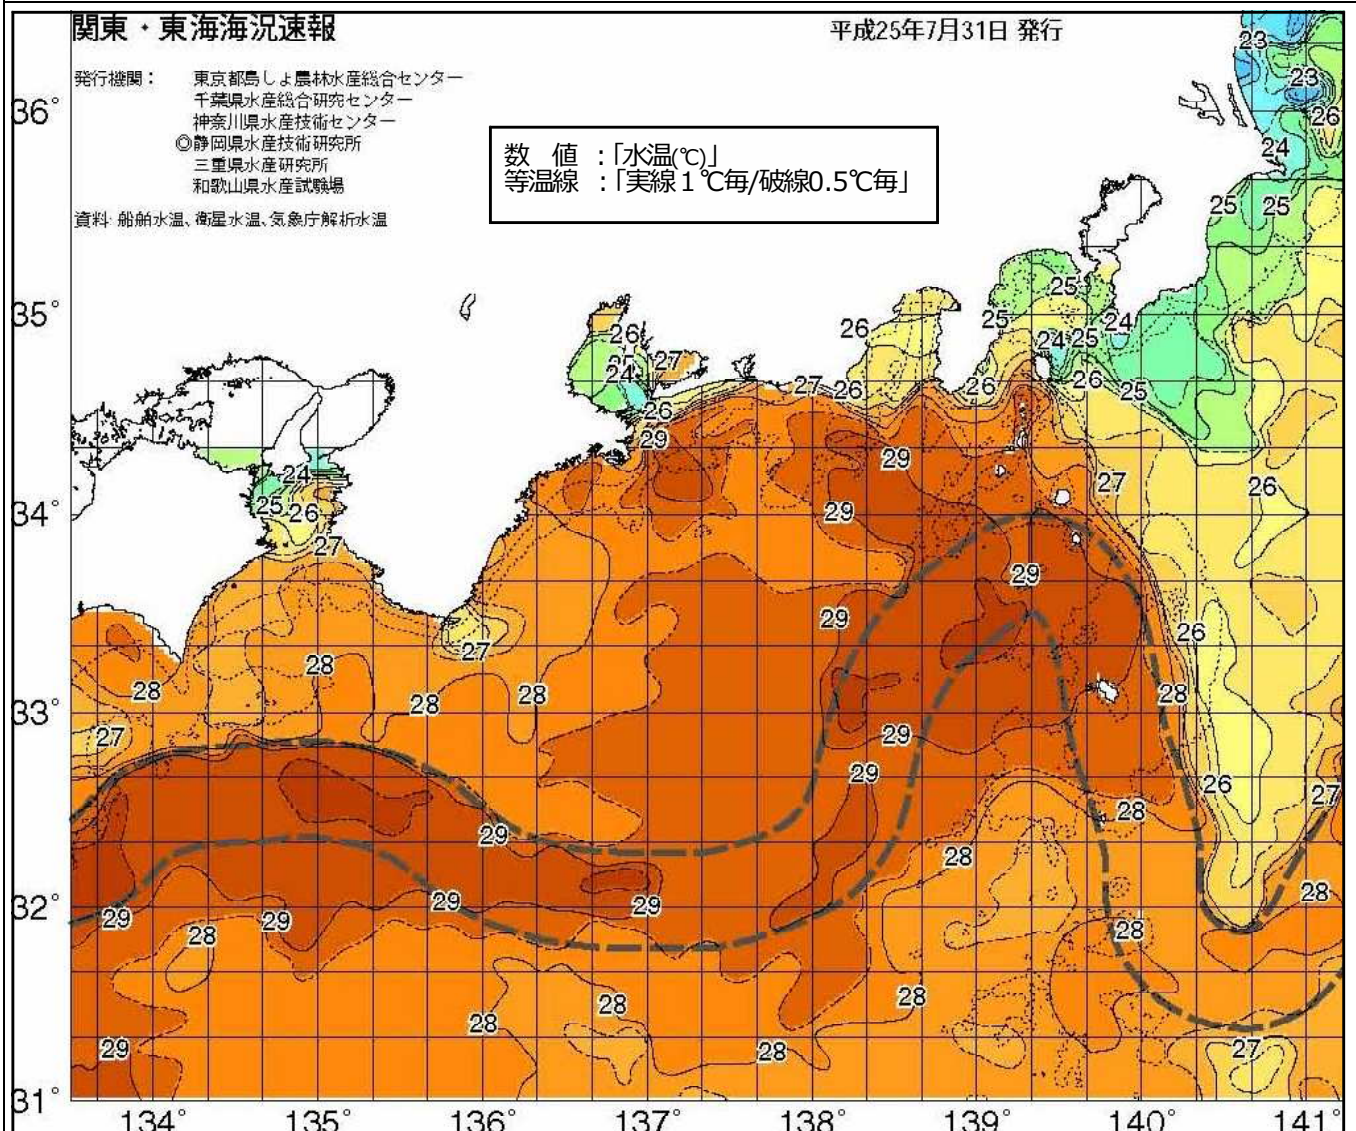 関東・東海海況速報
平成25年7月31日 発行
発行機関: 東京都島しょ農林水産総合センター
千葉県水産総合研究センター
神奈川県水産技術センター
◎静岡県水産技術研究所
三重県水産研究所
和歌山県水産試験場
資料: 船舶水温、衛星水温、気象庁解析水温
数 値 :「水温(℃)」
等温線 :「実線1℃毎/破線0.5℃毎」
23
23
36°
26
24
25 25
25
35°
26 25 24
26
25 24 27
24 25
27 26 26 26 25
26
29
29
24
27 26
25 26
34°
29
27
29
29
26
27
28 28
28 28
33°
27
29
29
26
27
28
29
28
32°
29 29 29 29
28
28
28
28
28
28
29
28
27
31°
134° 135° 136° 137° 138° 139° 140° 141°